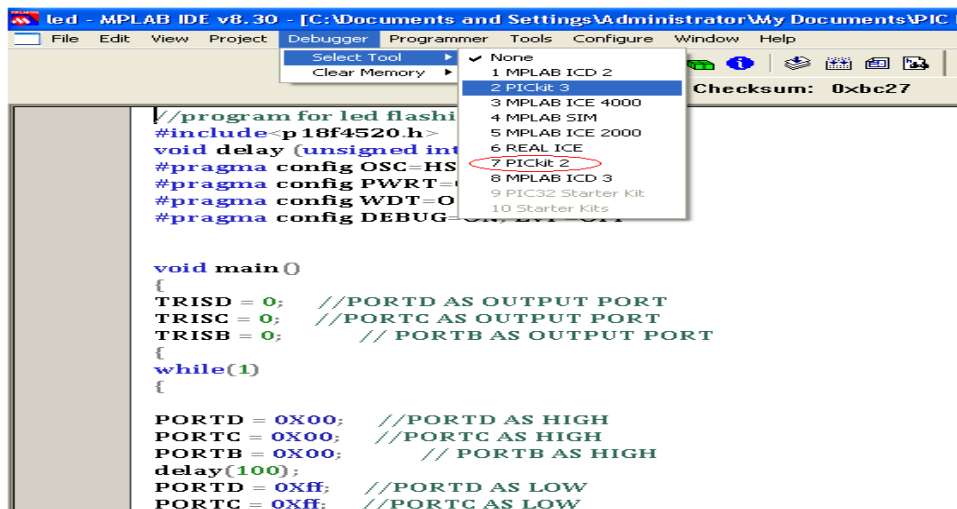 led - MPLAB IDE v8.30 - [C:\Documents and Settings\Administrator\My Documents\PIC
File Edit View Project Debugger Programmer Tools Configure Window Help
Select Tool
Clear Memory
None
1 MPLAB ICD 2
2 PICkit 3
3 MPLAB ICE 4000
4 MPLAB SIM
5 MPLAB ICE 2000
6 REAL ICE
7 PICkit 2
8 MPLAB ICD 3
9 PIC32 Starter Kit
10 Starter Kits
Checksum: 0xbc27
//program for led flashi
#include<p18f4520.h>
void delay (unsigned int
#pragma config OSC=HS
#pragma config PWRT=
#pragma config WDT=O
#pragma config DEBUG=
void main()
{
TRISD = 0; //PORTD AS OUTPUT PORT
TRISC = 0; //PORTC AS OUTPUT PORT
TRISB = 0; // PORTB AS OUTPUT PORT
{
while(1)
{
PORTD = 0X00; //PORTD AS HIGH
PORTC = 0X00; //PORTC AS HIGH
PORTB = 0X00; // PORTB AS HIGH
delay(100);
PORTD = 0Xff; //PORTD AS LOW
PORTC = 0Xff; //PORTC AS LOW